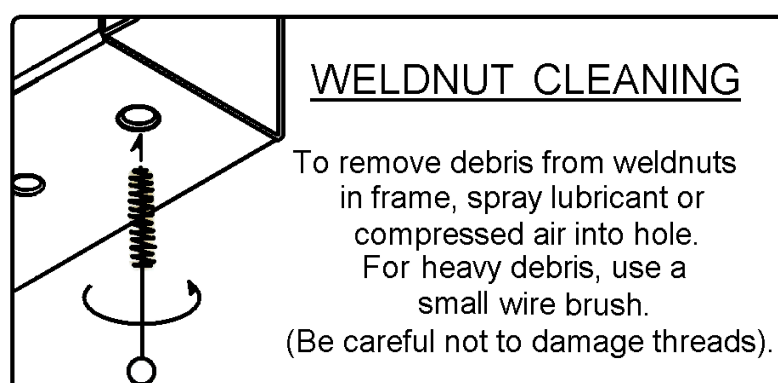 WELDNUT CLEANING
To remove debris from weldnuts
in frame, spray lubricant or
compressed air into hole.
For heavy debris, use a
small wire brush.
(Be careful not to damage threads).